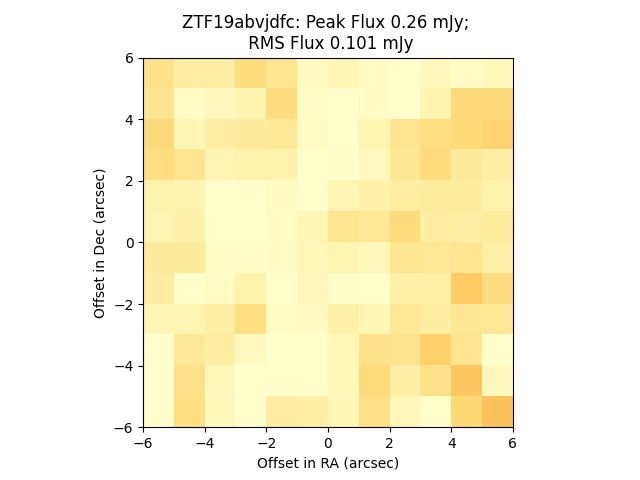 ZTF19abvjdfc: Peak Flux 0.26 mJy;
RMS Flux 0.101 mJy
6
4
2
0
−2
−4
−6
Offset in Dec (arcsec)
−6 −4 −2 0 2 4 6
Offset in RA (arcsec)